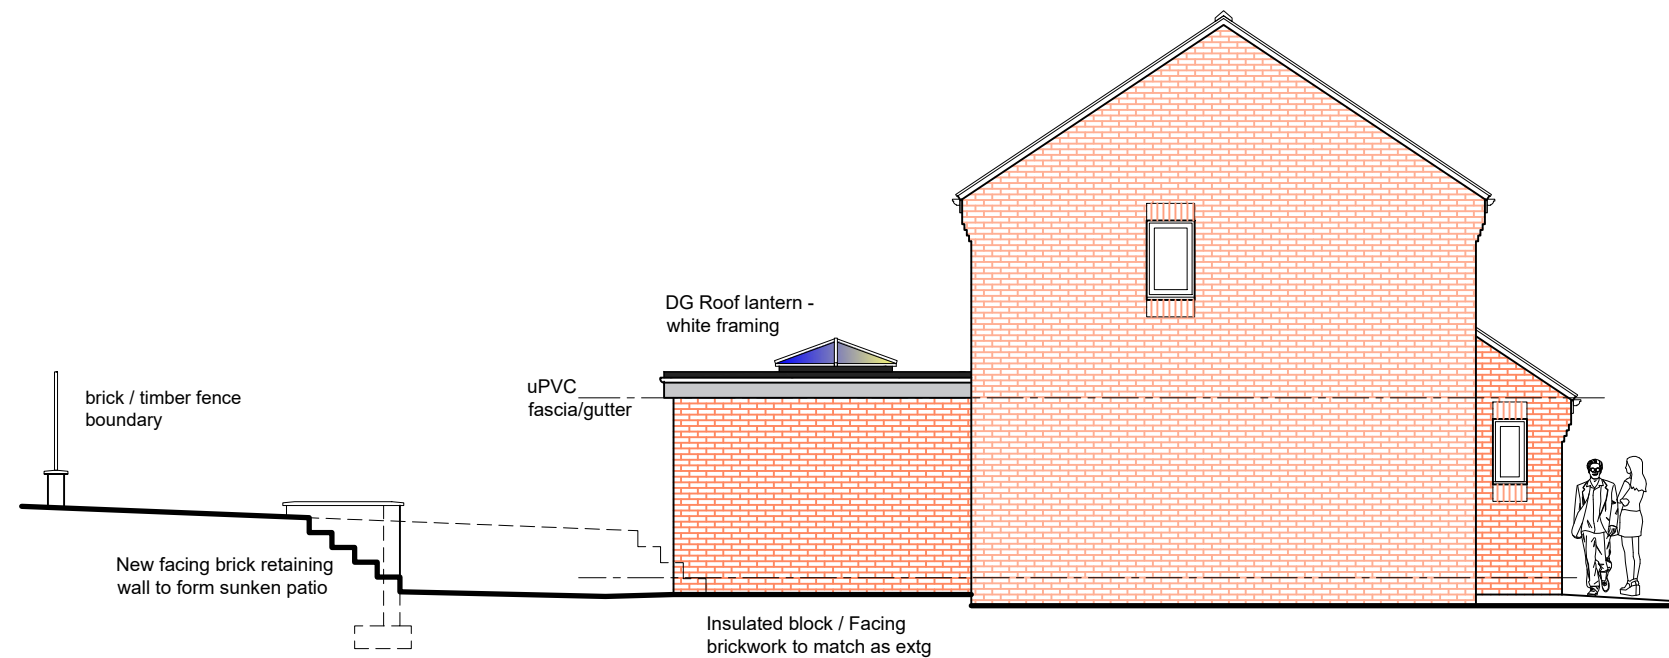 DG Roof lantern -
white framing
uPVC
fascia/gutter
brick / timber fence
boundary
New facing brick retaining
wall to form sunken patio
Insulated block / Facing
brickwork to match as extg